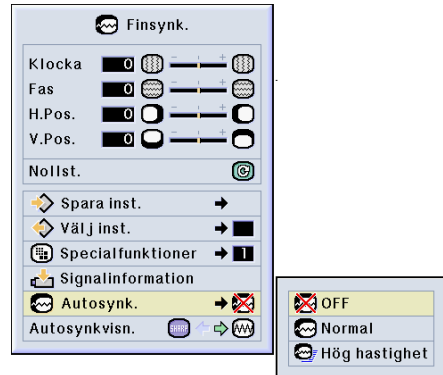 Finsynk.
Klocka 0
Fas 0
H.Pos. 0
V.Pos. 0
Nollst.
Spara inst.
Välj inst.
Specialfunktioner 1
Signalinformation
Autosynk.
Autosynkvisn. SHARP
OFF
Normal
Hög hastighet